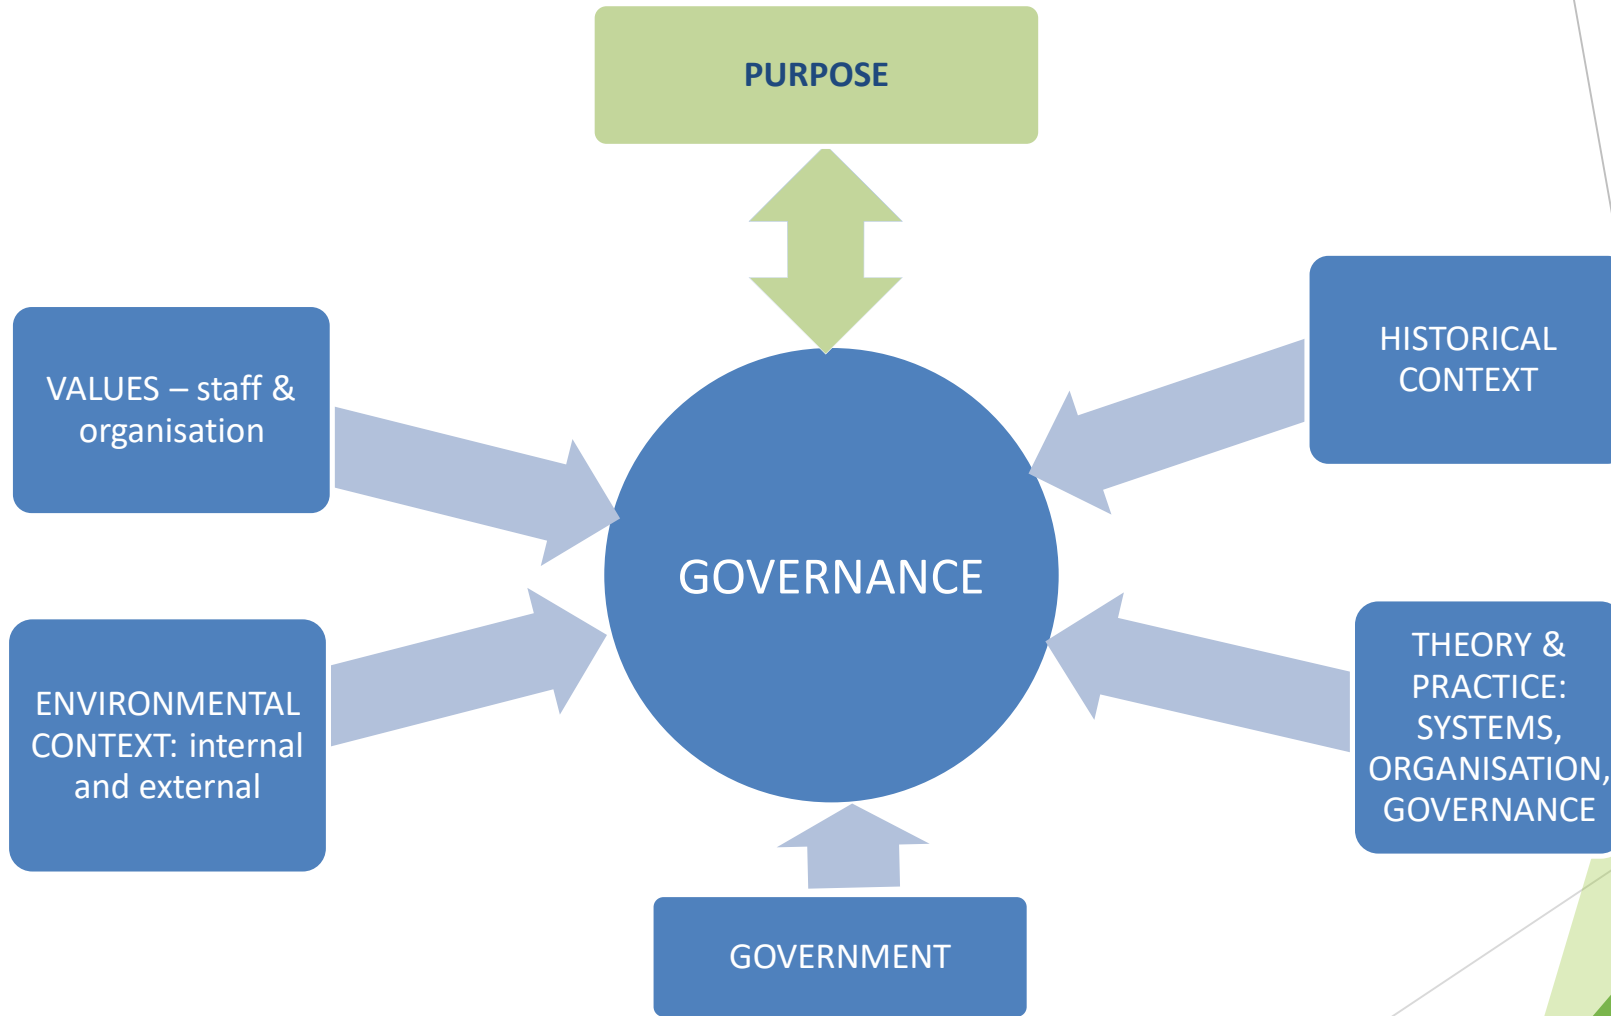 PURPOSE
VALUES – staff &
organisation
HISTORICAL
CONTEXT
GOVERNANCE
ENVIRONMENTAL
CONTEXT: internal
and external
THEORY &
PRACTICE:
SYSTEMS,
ORGANISATION,
GOVERNANCE
GOVERNMENT